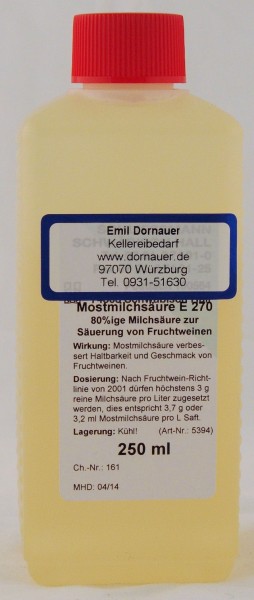 Emil Dornauer
Kellereibedarf
www.dornauer.de
97070 Würzburg
Tel. 0931-51630
Mostmilchsäure E 270
80%ige Milchsäure zur
Säuerung von Fruchtweinen
Wirkung: Mostmilchsäure verbes-
sert Haltbarkeit und Geschmack von
Fruchtweinen.
Dosierung: Nach Fruchtwein-Richt-
linie von 2001 dürfen höchstens 3 g
reine Milchsäure pro Liter zugesetzt
werden, dies entspricht 3,7 g oder
3,2 ml Mostmilchsäure pro L Saft.
Lagerung: Kühl! (Art-Nr.: 5394)
250 ml
Ch.-Nr.: 161
MHD: 04/14